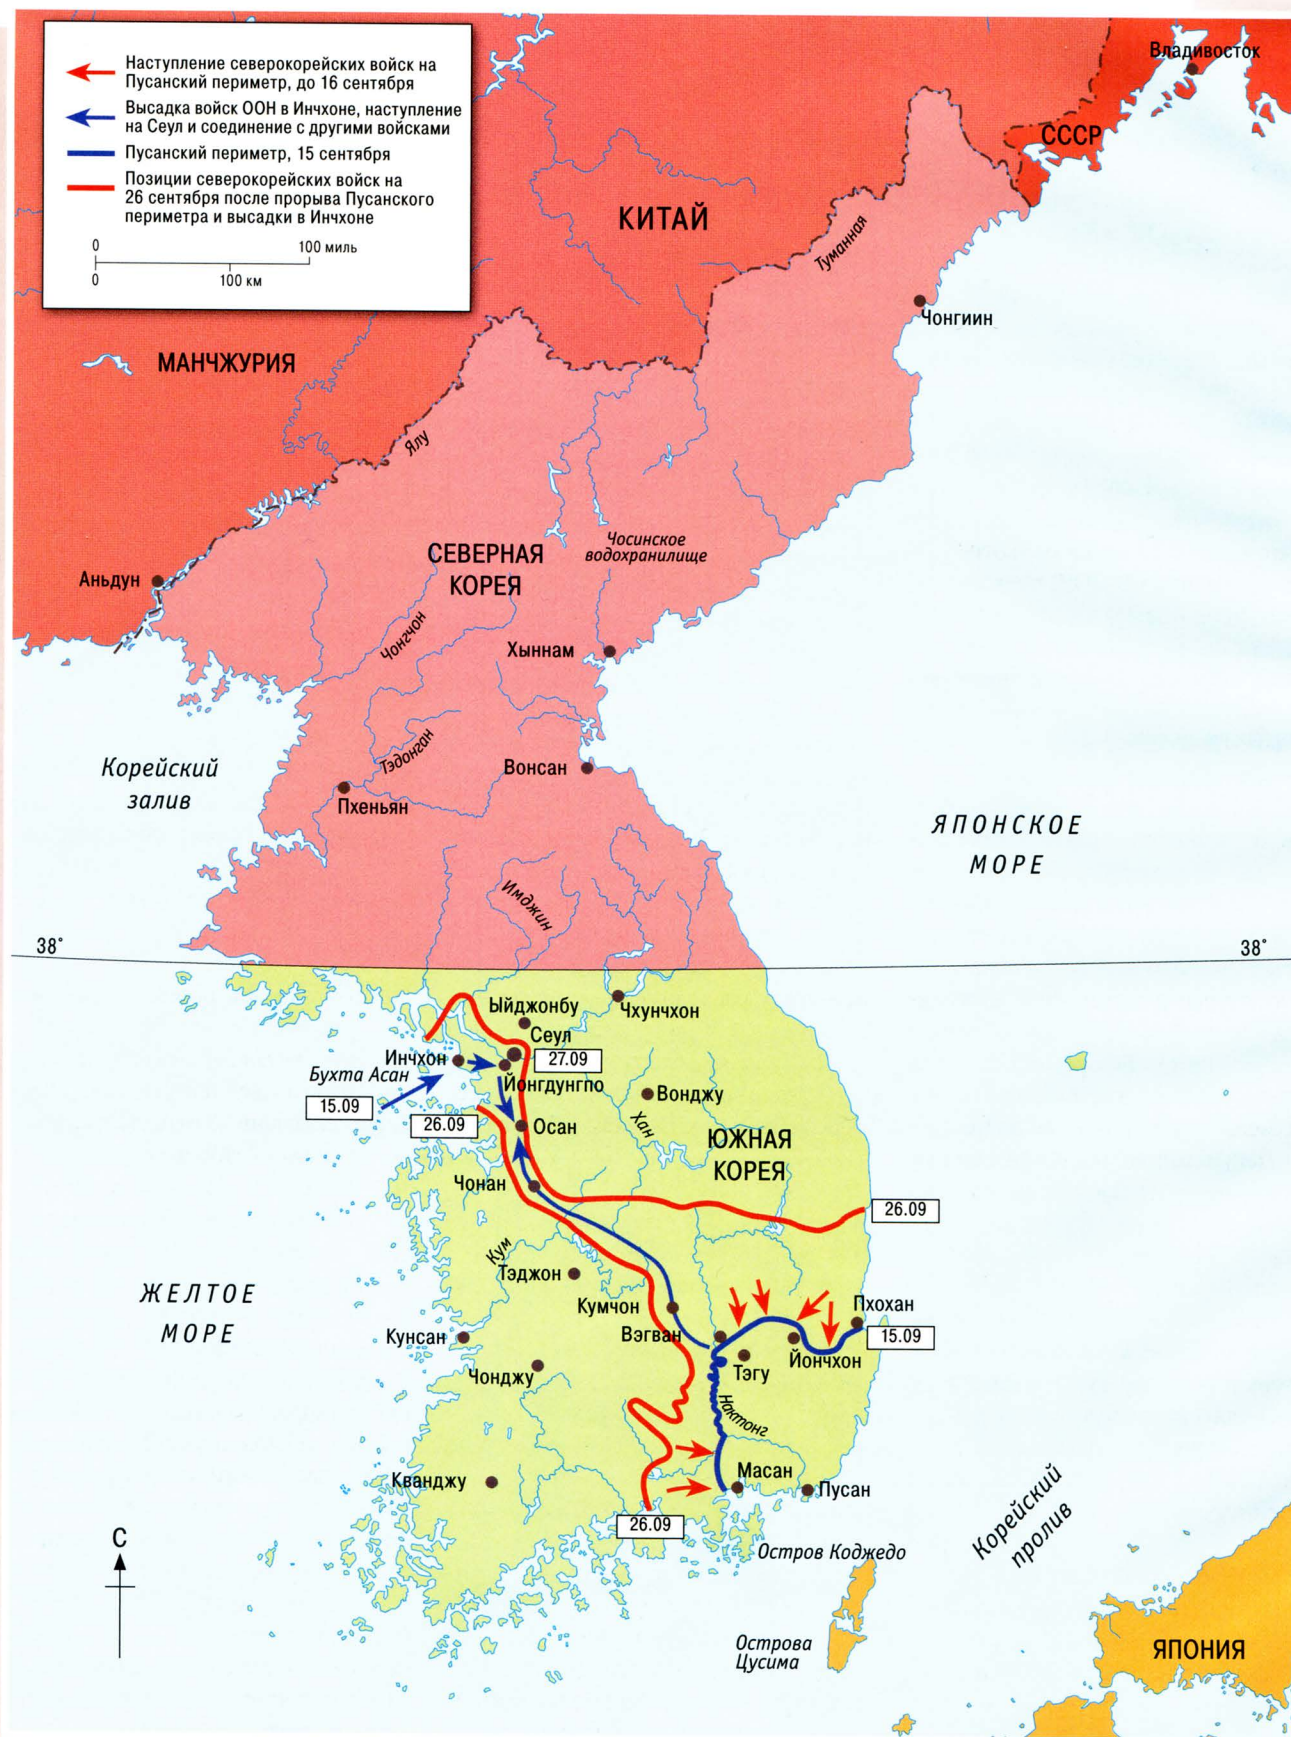 Наступление северокорейских войск на
Пусанский периметр, до 16 сентября
Высадка войск ООН в Инчхоне, наступление
на Сеул и соединение с другими войсками
Пусанский периметр, 15 сентября
Позиции северокорейских войск на
26 сентября после прорыва Пусанского
периметра и высадки в Инчхоне
0 100 миль
0 100 км
Владивосток
СССР
КИТАЙ
Туманная
Чонгиин
МАНЧЖУРИЯ
Ялу
Чосинское
водохранилище
СЕВЕРНАЯ
КОРЕЯ
Аньдун
Чонгчон
Хыннам
Корейский
залив
Тэдонган
Вонсан
Пхеньян
ЯПОНСКОЕ
МОРЕ
Имджин
38°
38°
Ыйджонбу
Чхунчхон
Сеул
Инчхон
27.09
Бухта Асан
Йонгдунгпо
Вонджу
15.09
26.09
Осан
Хан
ЮЖНАЯ
КОРЕЯ
Чонан
26.09
Кум
Тэджон
ЖЕЛТОЕ
МОРЕ
Кумчон
Пхохан
Вэгван
15.09
Кунсан
Йончхон
Чонджу
Тэгу
Нактонг
Масан
Кванджу
Пусан
26.09
Корейский
пролив
С
Остров Коджедо
Острова
Цусима
ЯПОНИЯ